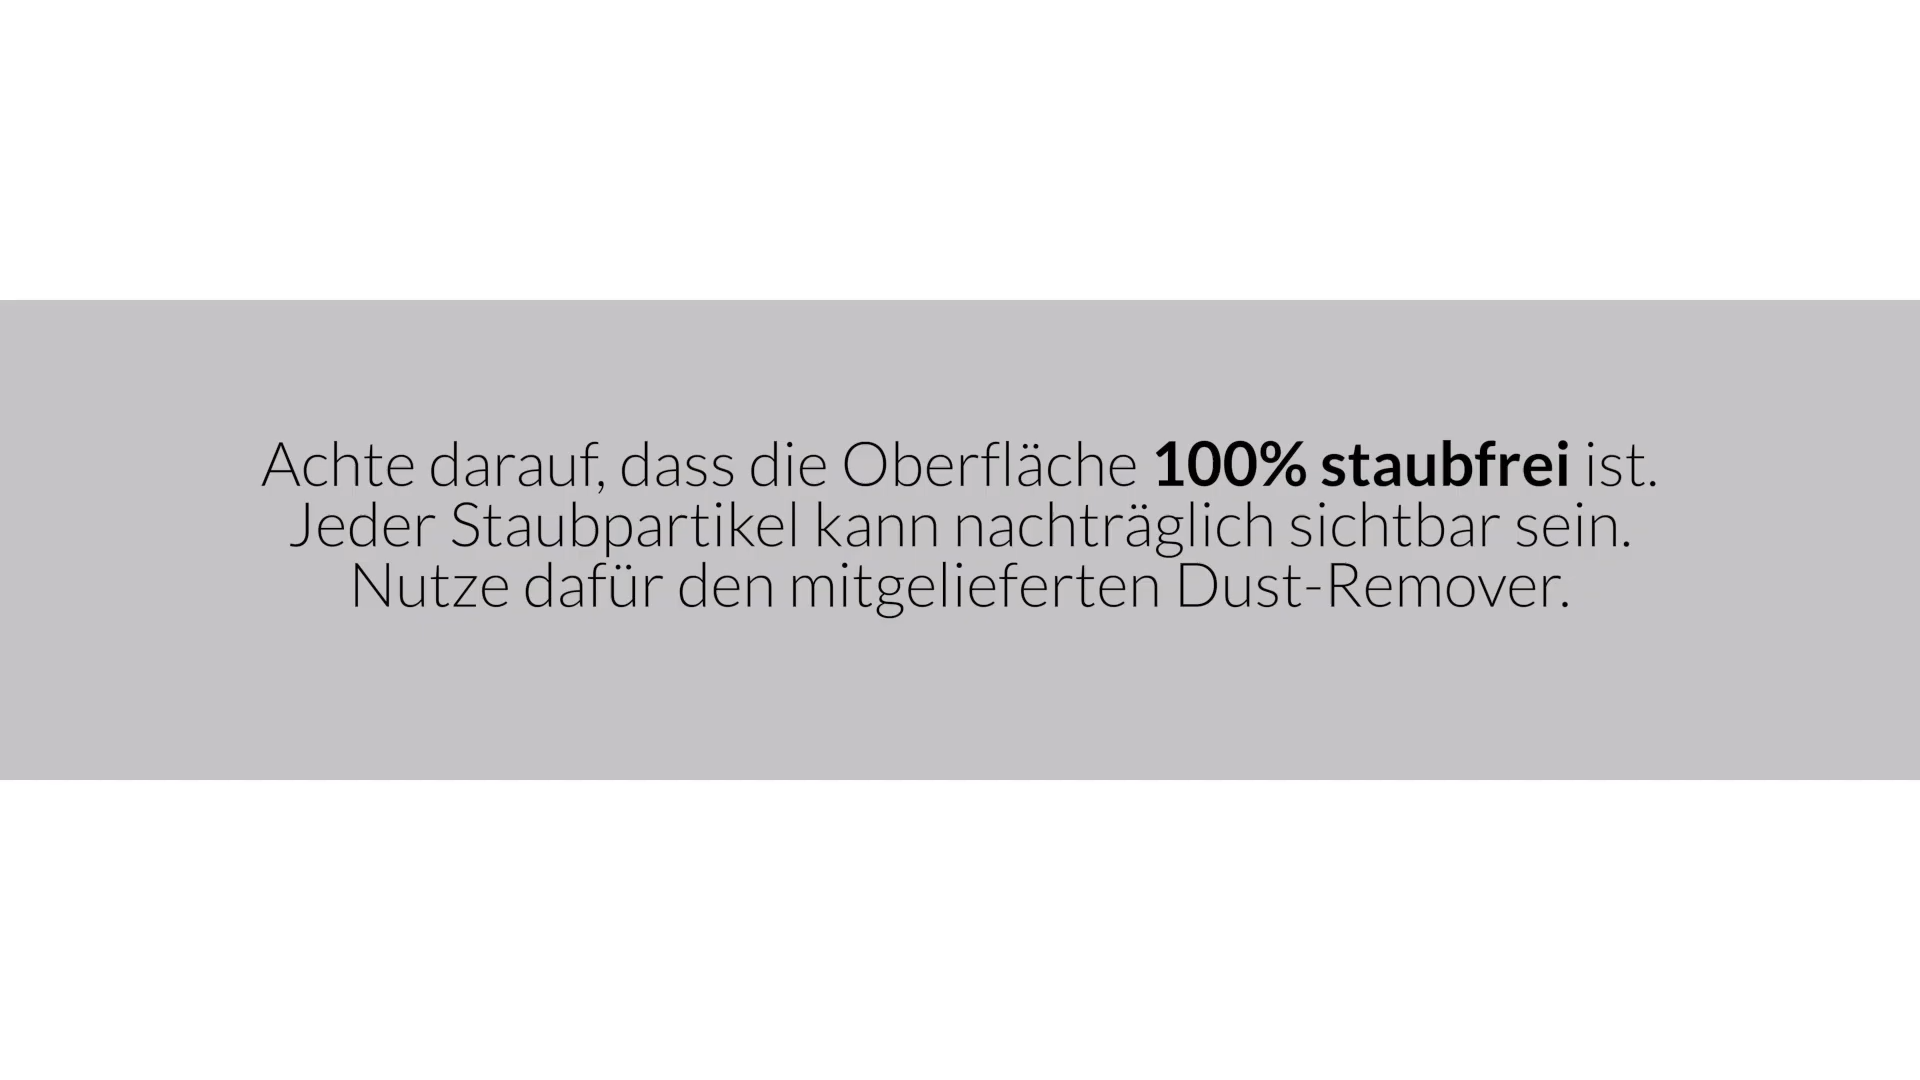 Achte darauf, dass die Oberfläche 100% staubfrei ist.
Jeder Staubpartikel kann nachträglich sichtbar sein.
Nutze dafür den mitgelieferten Dust-Remover.